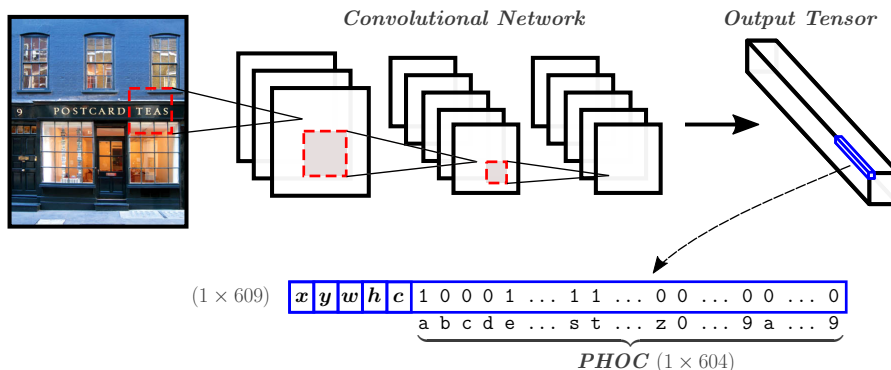 Convolutional Network
Output Tensor
9 POSTCARD TEAS
(1 × 609) x y w h c 1 0 0 0 1 ... 1 1 ... 0 0 ... 0 0 ... 0
a b c d e ... s t ... z 0 ... 9 a ... 9
PHOC (1 × 604)